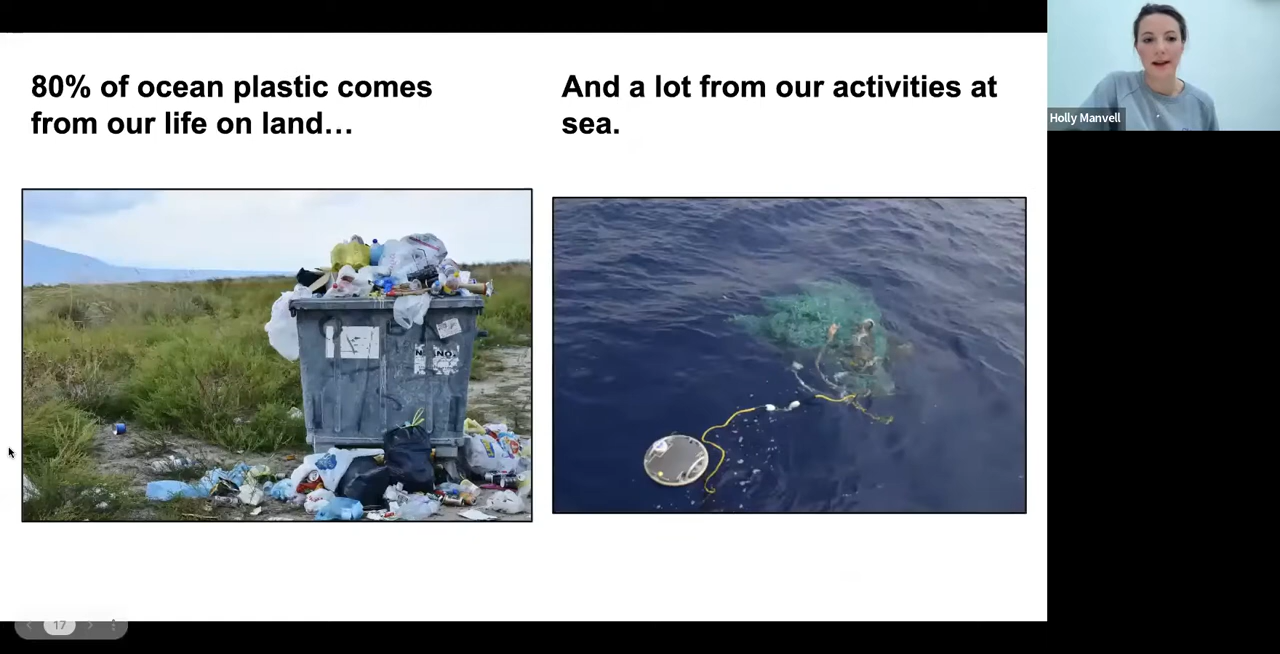 80% of ocean plastic comes
from our life on land…
And a lot from our activities at
sea.
Holly Manvell
17